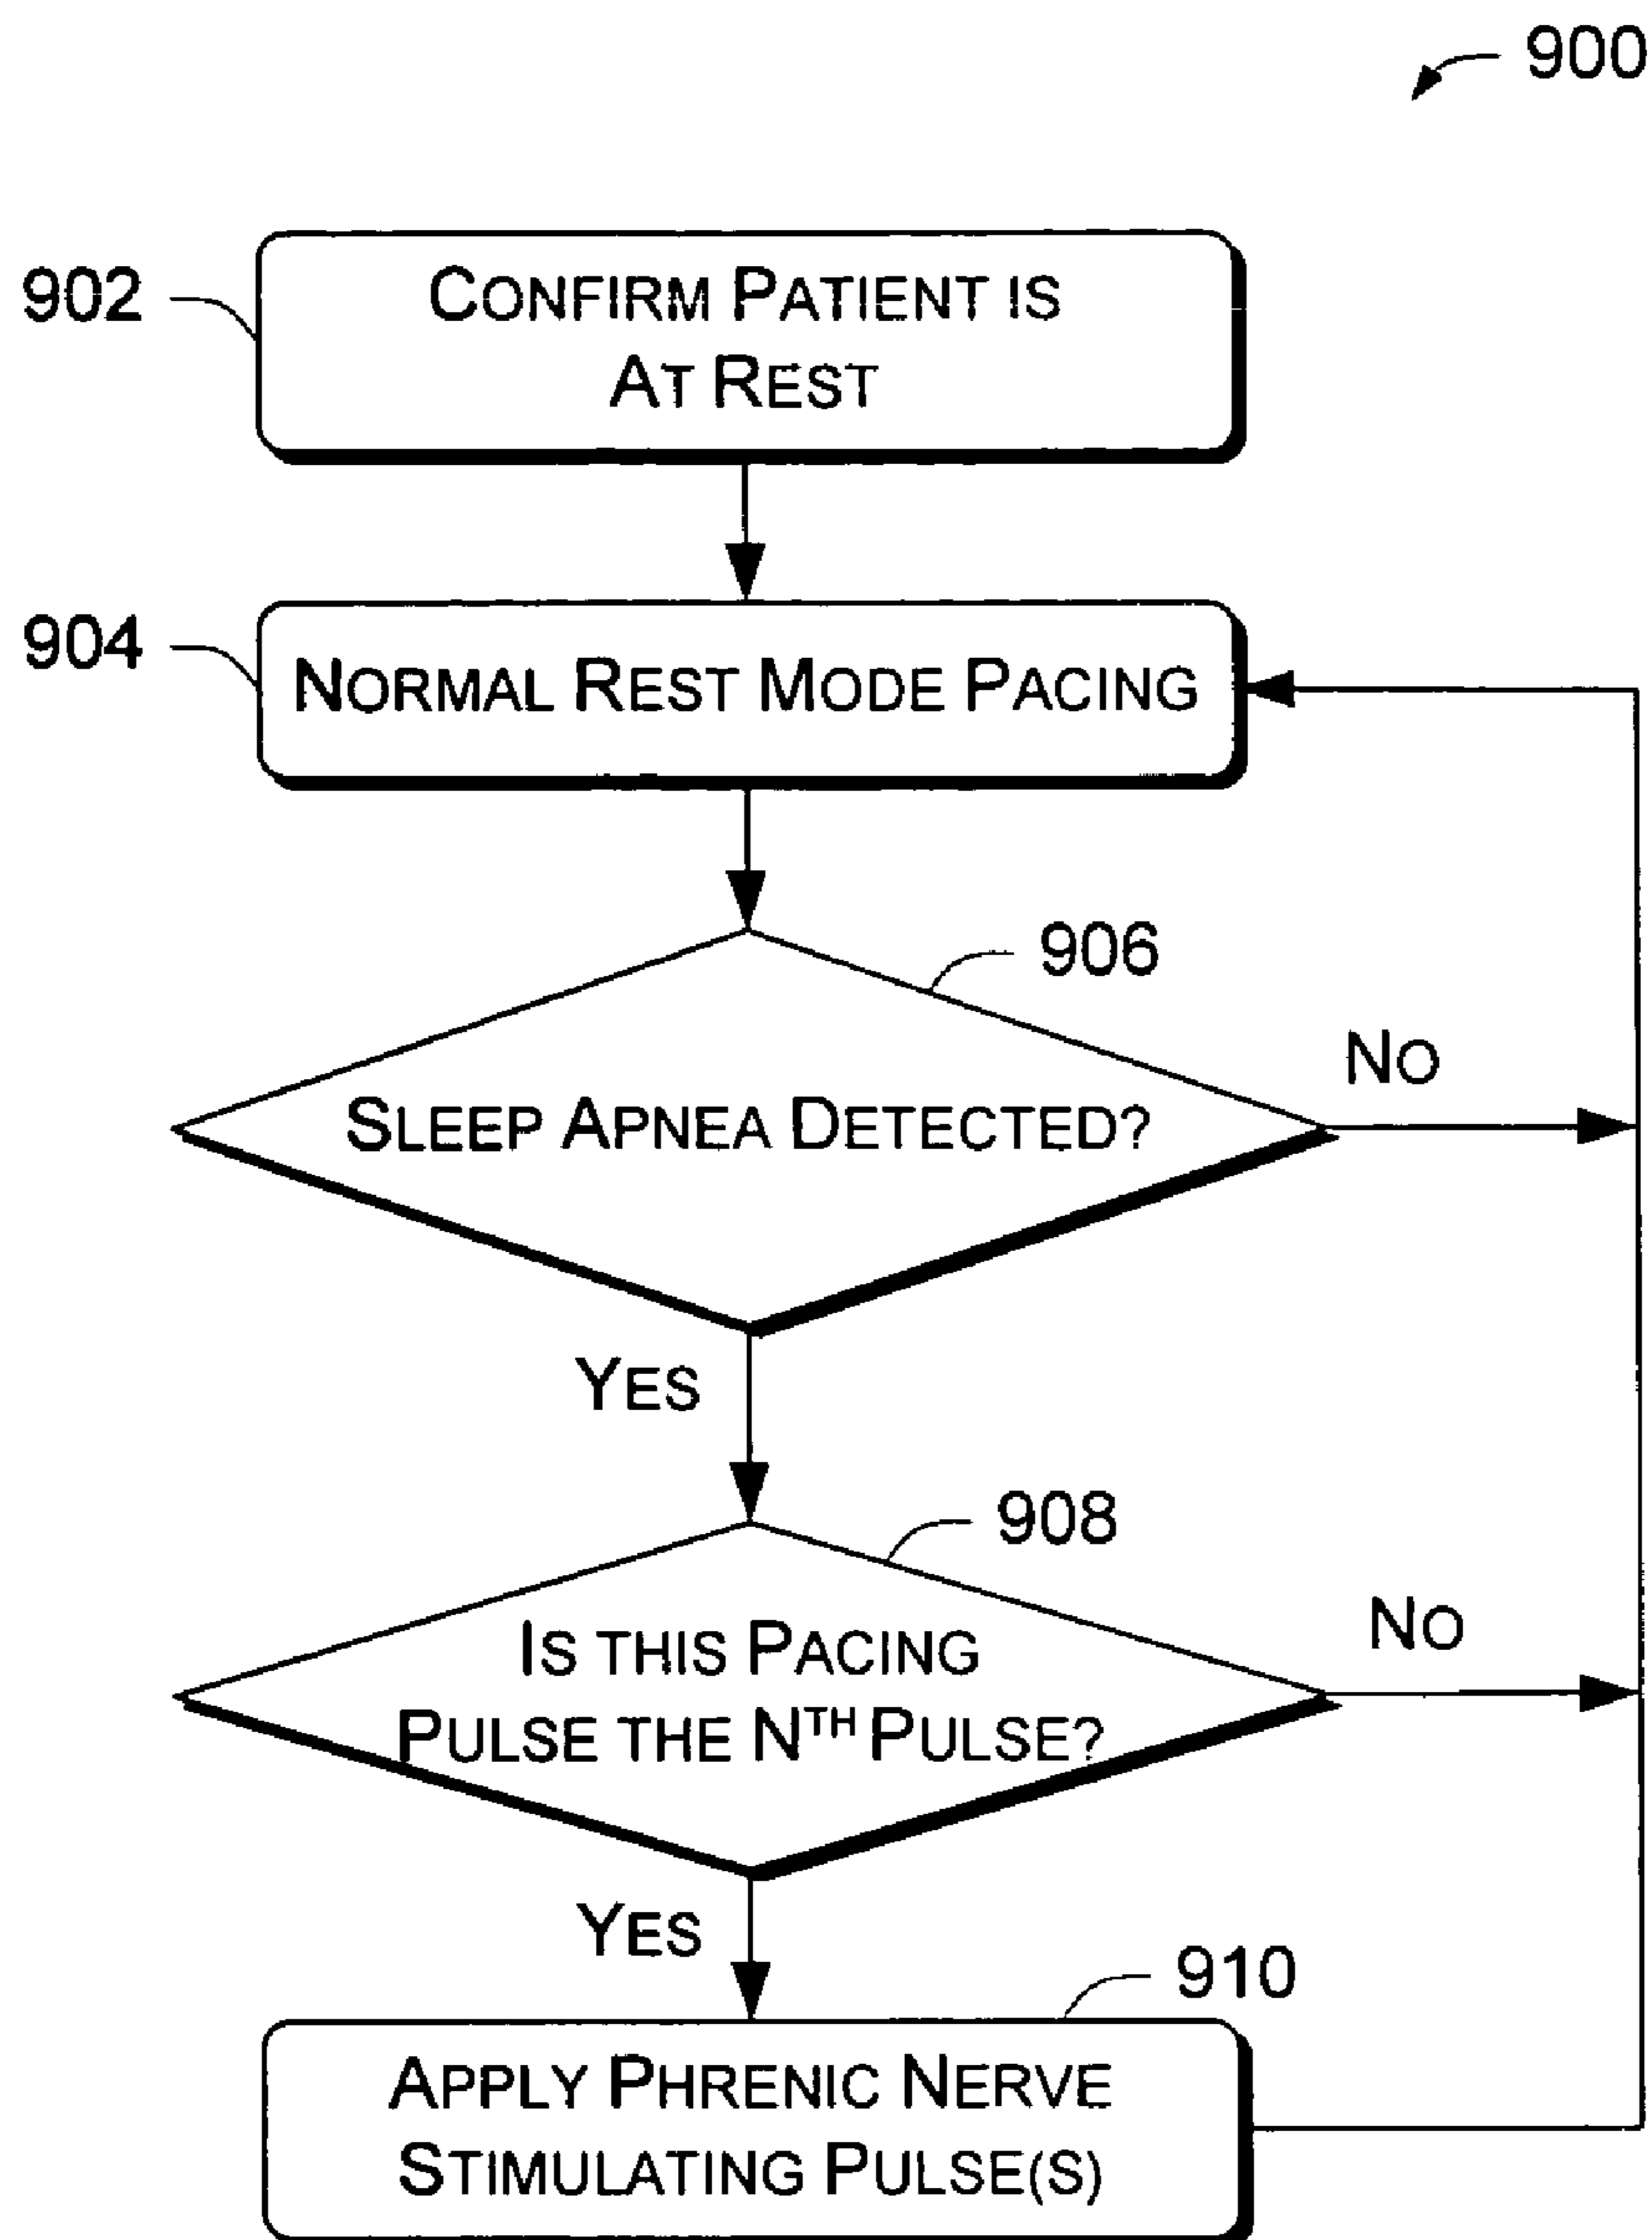 900
902
CONFIRM PATIENT IS
AT REST
904
NORMAL REST MODE PACING
906
NO
SLEEP APNEA DETECTED?
YES
908
NO
IS THIS PACING
PULSE THE NTH PULSE?
YES
910
APPLY PHRENIC NERVE
STIMULATING PULSE(S)